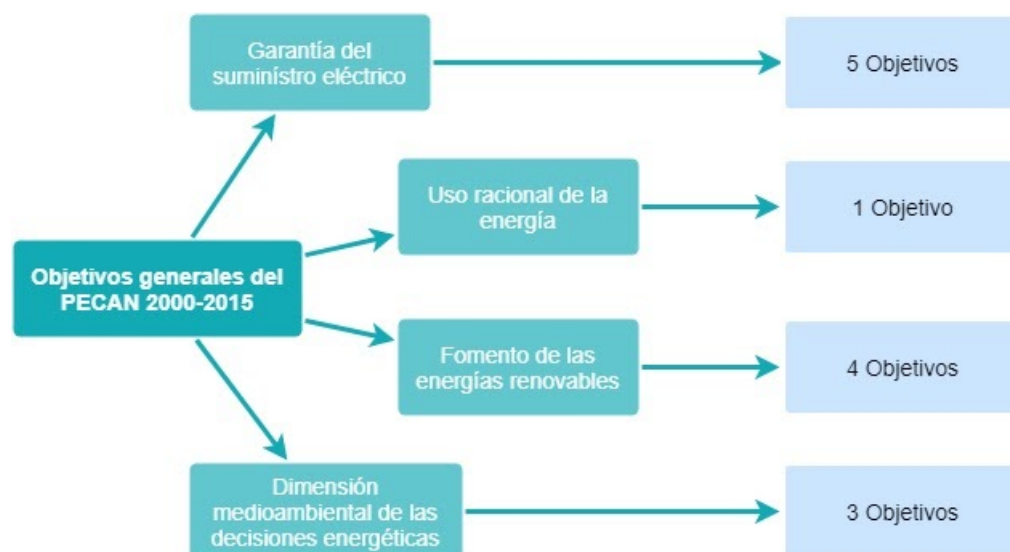 Garantía del
suminístro eléctrico
5 Objetivos
Uso racional de la
energía
1 Objetivo
Objetivos generales del
PECAN 2000-2015
Fomento de las
energías renovables
4 Objetivos
Dimensión
medioambiental de las
decisiones energéticas
3 Objetivos